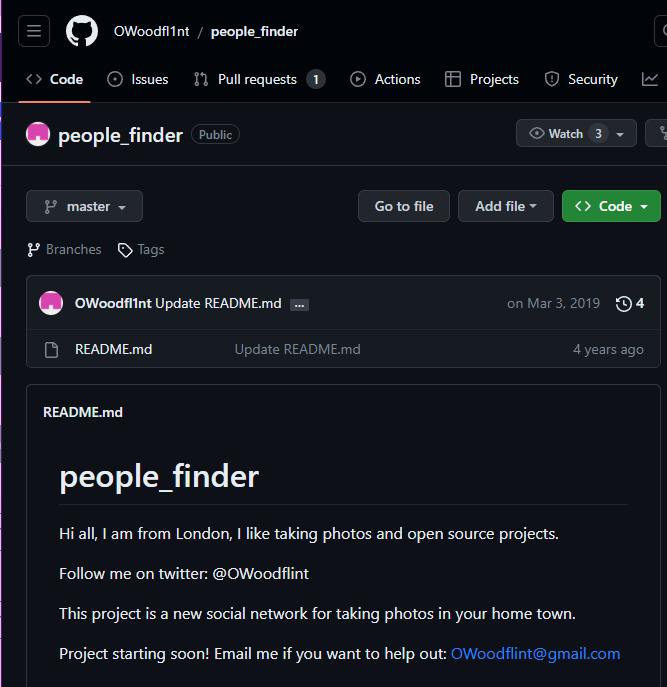 OWoodfl1nt / people_finder
Code Issues Pull requests 1 Actions Projects Security
people_finder Public Watch 3
master Go to file Add file Code
Branches Tags
OWoodfl1nt Update README.md ... on Mar 3, 2019 4
README.md Update README.md 4 years ago
README.md
people_finder
Hi all, I am from London, I like taking photos and open source projects.
Follow me on twitter: @OWoodflint
This project is a new social network for taking photos in your home town.
Project starting soon! Email me if you want to help out: OWoodflint@gmail.com